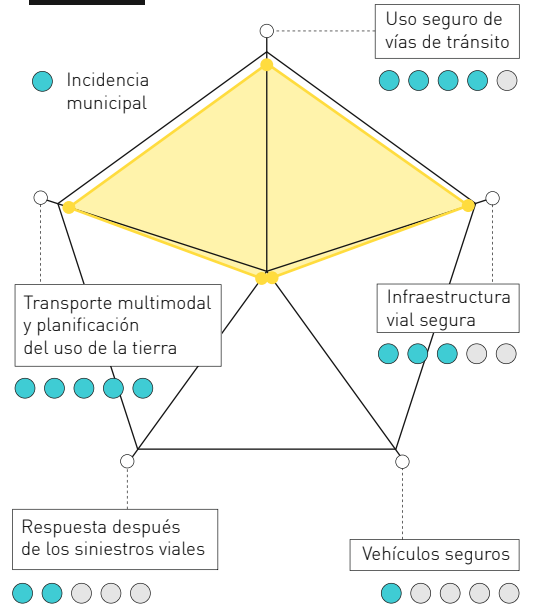 Uso seguro de
vías de tránsito
Incidencia
municipal
Transporte multimodal
y planificación
del uso de la tierra
Infraestructura
vial segura
Respuesta después
de los siniestros viales
Vehículos seguros